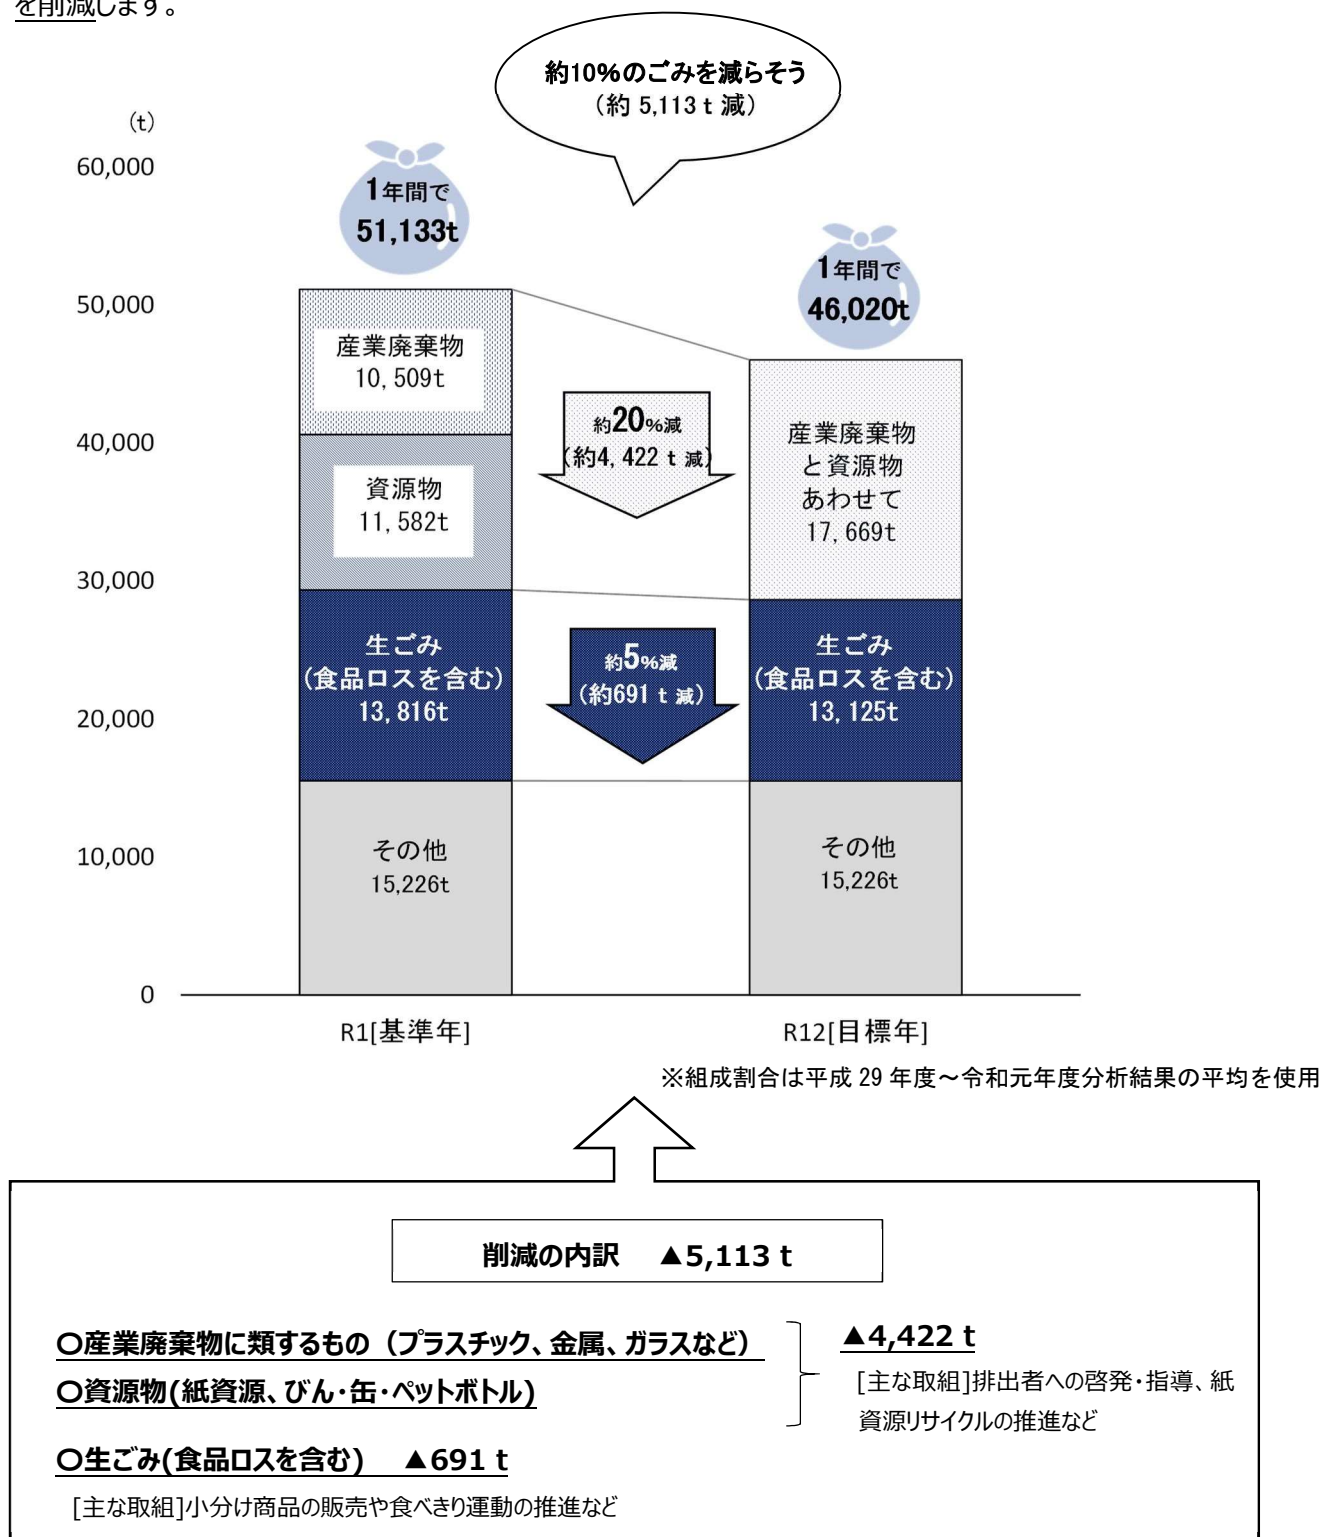 を削減します。
約10%のごみを減らそう
（約 5,113 t 減）
（t）
60,000
50,000
40,000
30,000
20,000
10,000
0
1年間で
51,133t
産業廃棄物
10,509t
資源物
11,582t
生ごみ
(食品ロスを含む)
13,816t
その他
15,226t
約20%減
(約4,422 t 減)
約5%減
(約691 t 減)
1年間で
46,020t
産業廃棄物
と資源物
あわせて
17,669t
生ごみ
(食品ロスを含む)
13,125t
その他
15,226t
R1[基準年]
R12[目標年]
※組成割合は平成 29 年度～令和元年度分析結果の平均を使用
削減の内訳　▲5,113 t
〇産業廃棄物に類するもの（プラスチック、金属、ガラスなど）
〇資源物(紙資源、びん・缶・ペットボトル)
▲4,422 t
[主な取組]排出者への啓発・指導、紙
資源リサイクルの推進など
〇生ごみ(食品ロスを含む)　▲691 t
[主な取組]小分け商品の販売や食べきり運動の推進など